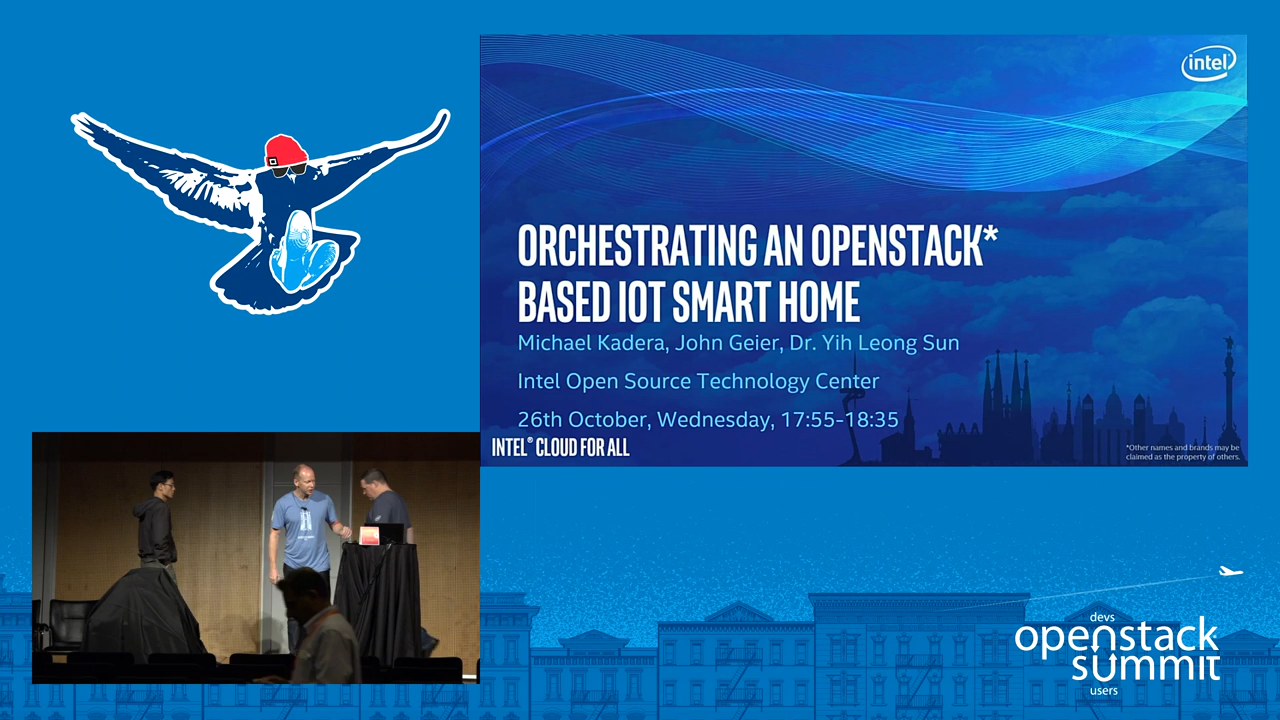 intel
ORCHESTRATING AN OPENSTACK*
BASED IOT SMART HOME
Michael Kadera, John Geier, Dr. Yih Leong Sun
Intel Open Source Technology Center
26th October, Wednesday, 17:55-18:35
INTEL® CLOUD FOR ALL
*Other names and brands may be
claimed as the property of others.
devs
openstack
summit
users